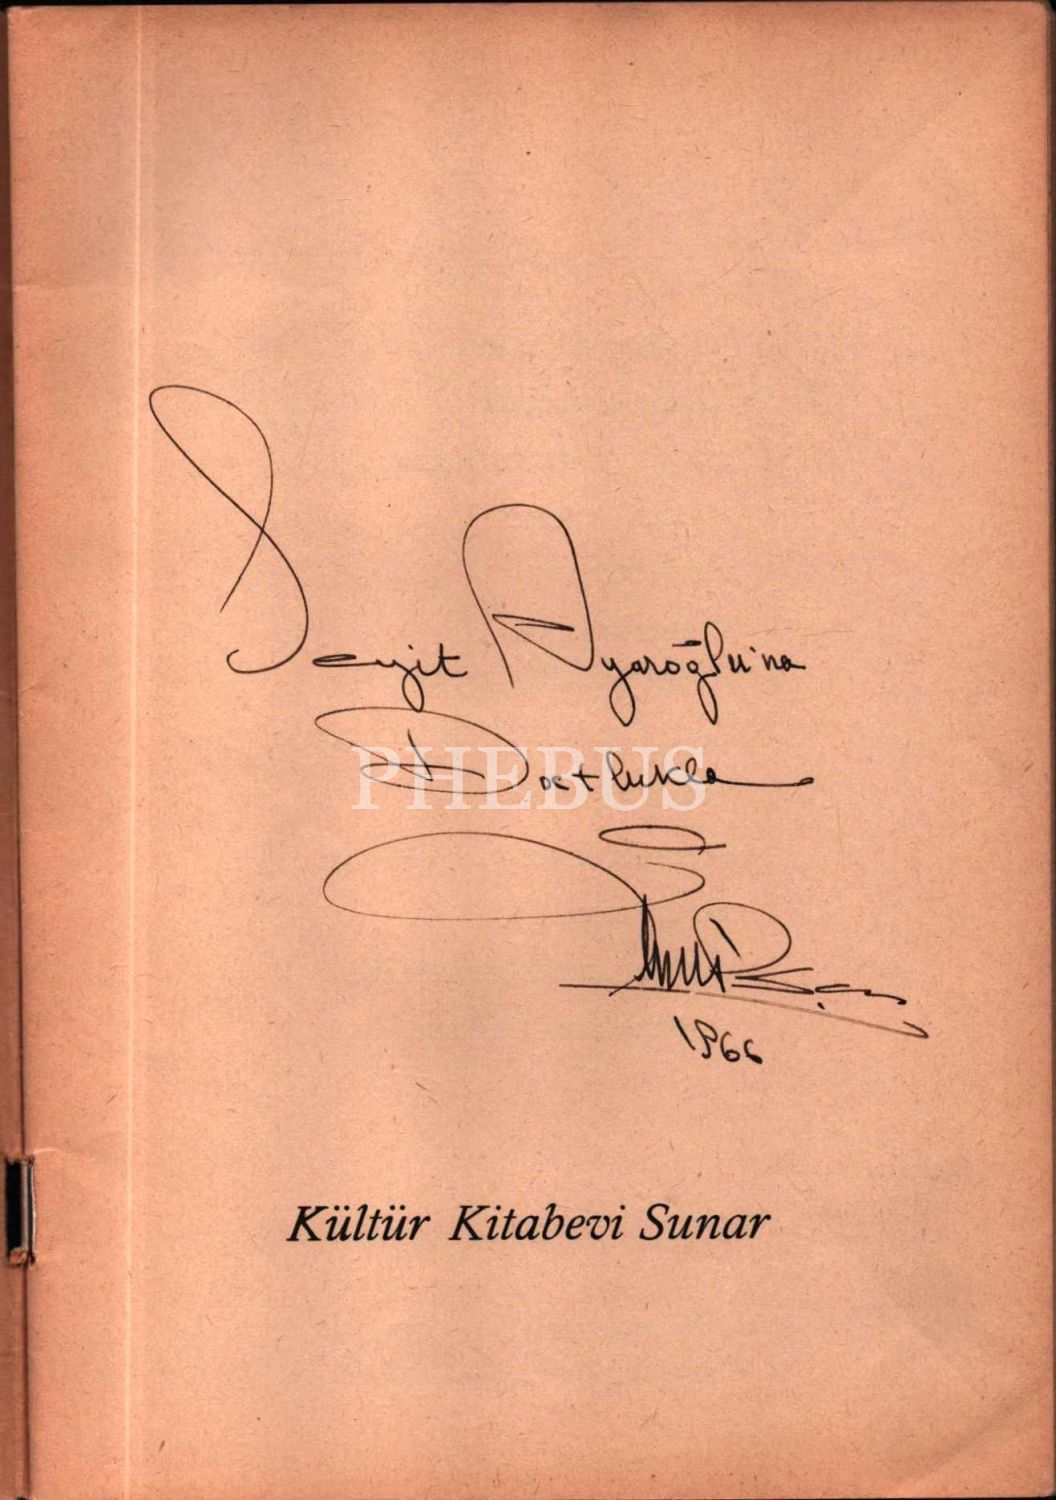 Seyit Ayaroğlu'na
Dostlukla
PHEBUS
1966
Kültür Kitabevi Sunar